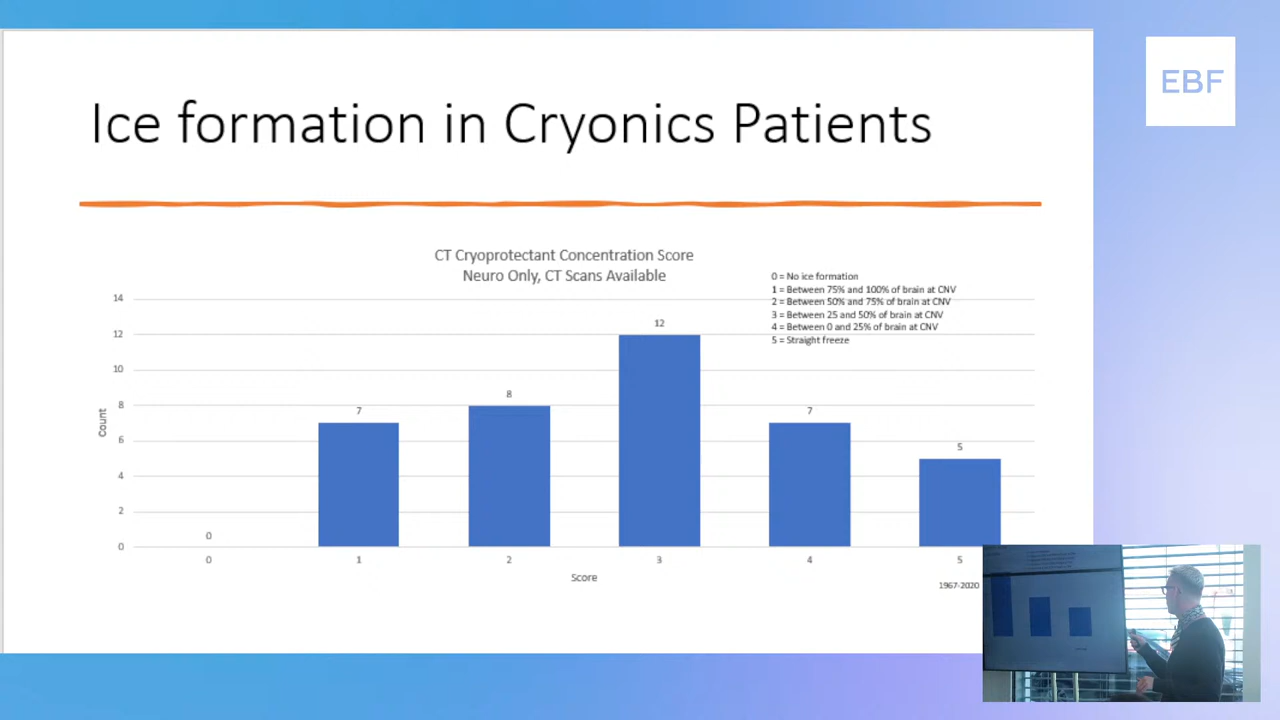 EBF
Ice formation in Cryonics Patients
CT Cryoprotectant Concentration Score
Neuro Only, CT Scans Available
0 = No ice formation
1 = Between 75% and 100% of brain at CNV
2 = Between 50% and 75% of brain at CNV
3 = Between 25 and 50% of brain at CNV
4 = Between 0 and 25% of brain at CNV
5 = Straight freeze
Count
14
12
10
8
6
4
2
0
0
7
8
12
7
5
0 1 2 3 4 5
Score
1967-2020